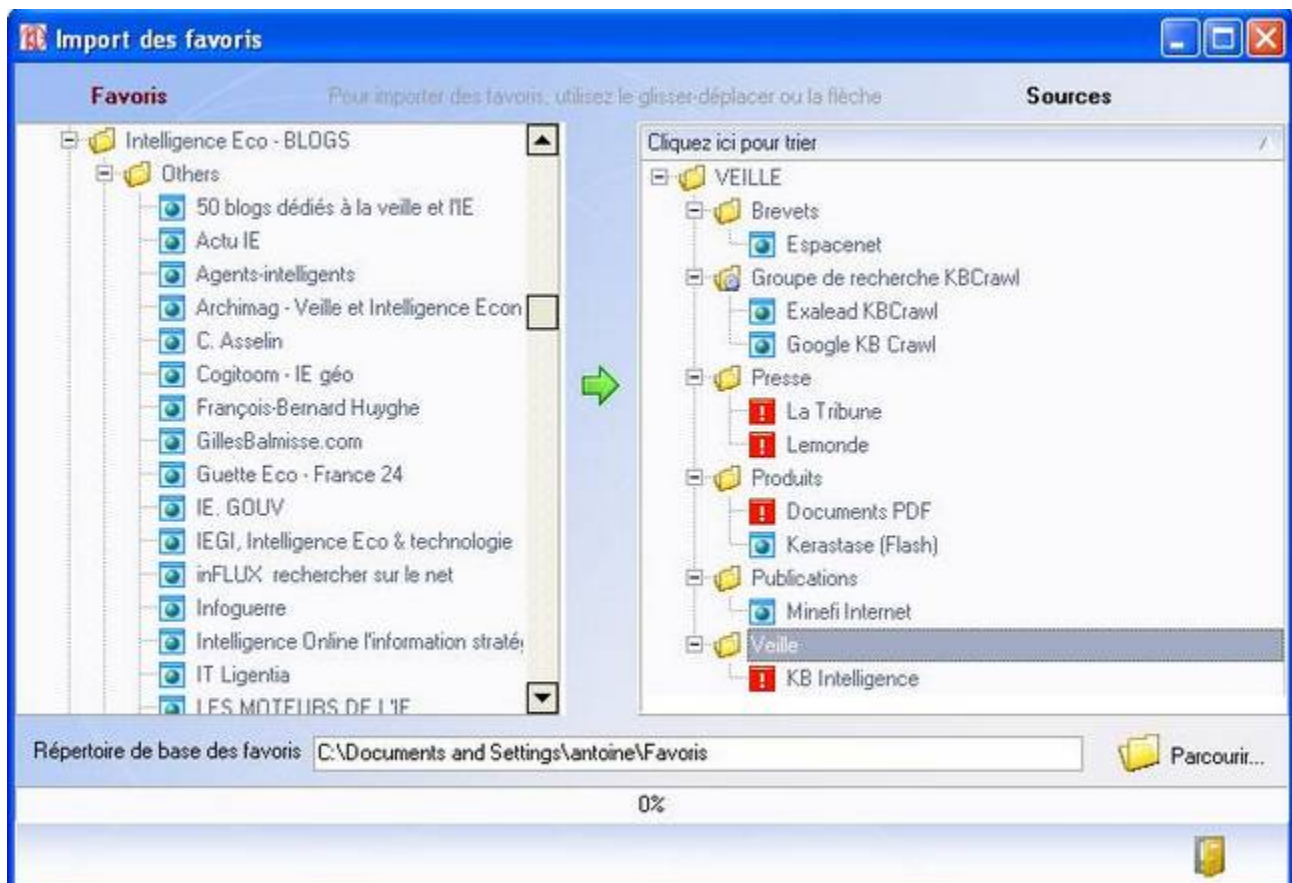 Import des favoris
Favoris
Pour importer des favoris, utilisez le glisser-déplacer ou la flèche
Sources
Intelligence Eco - BLOGS
Others
50 blogs dédiés à la veille et l'IE
Actu IE
Agents-intelligents
Archimag - Veille et Intelligence Econ
C. Asselin
Cogitoom - IE géo
François-Bernard Huyghe
GillesBalmisse.com
Guette Eco - France 24
IE. GOUV
IEGI, Intelligence Eco & technologie
inFLUX rechercher sur le net
Infoguerre
Intelligence Online l'information straté
IT Ligentia
LES MOTEURS DE L'IE
Cliquez ici pour trier
VEILLE
Brevets
Espacenet
Groupe de recherche KBCrawl
Exalead KBCrawl
Google KB Crawl
Presse
La Tribune
Lemonde
Produits
Documents PDF
Kerastase (Flash)
Publications
Minefi Internet
Veille
KB Intelligence
Répertoire de base des favoris C:\Documents and Settings\antoine\Favoris
Parcourir...
0%